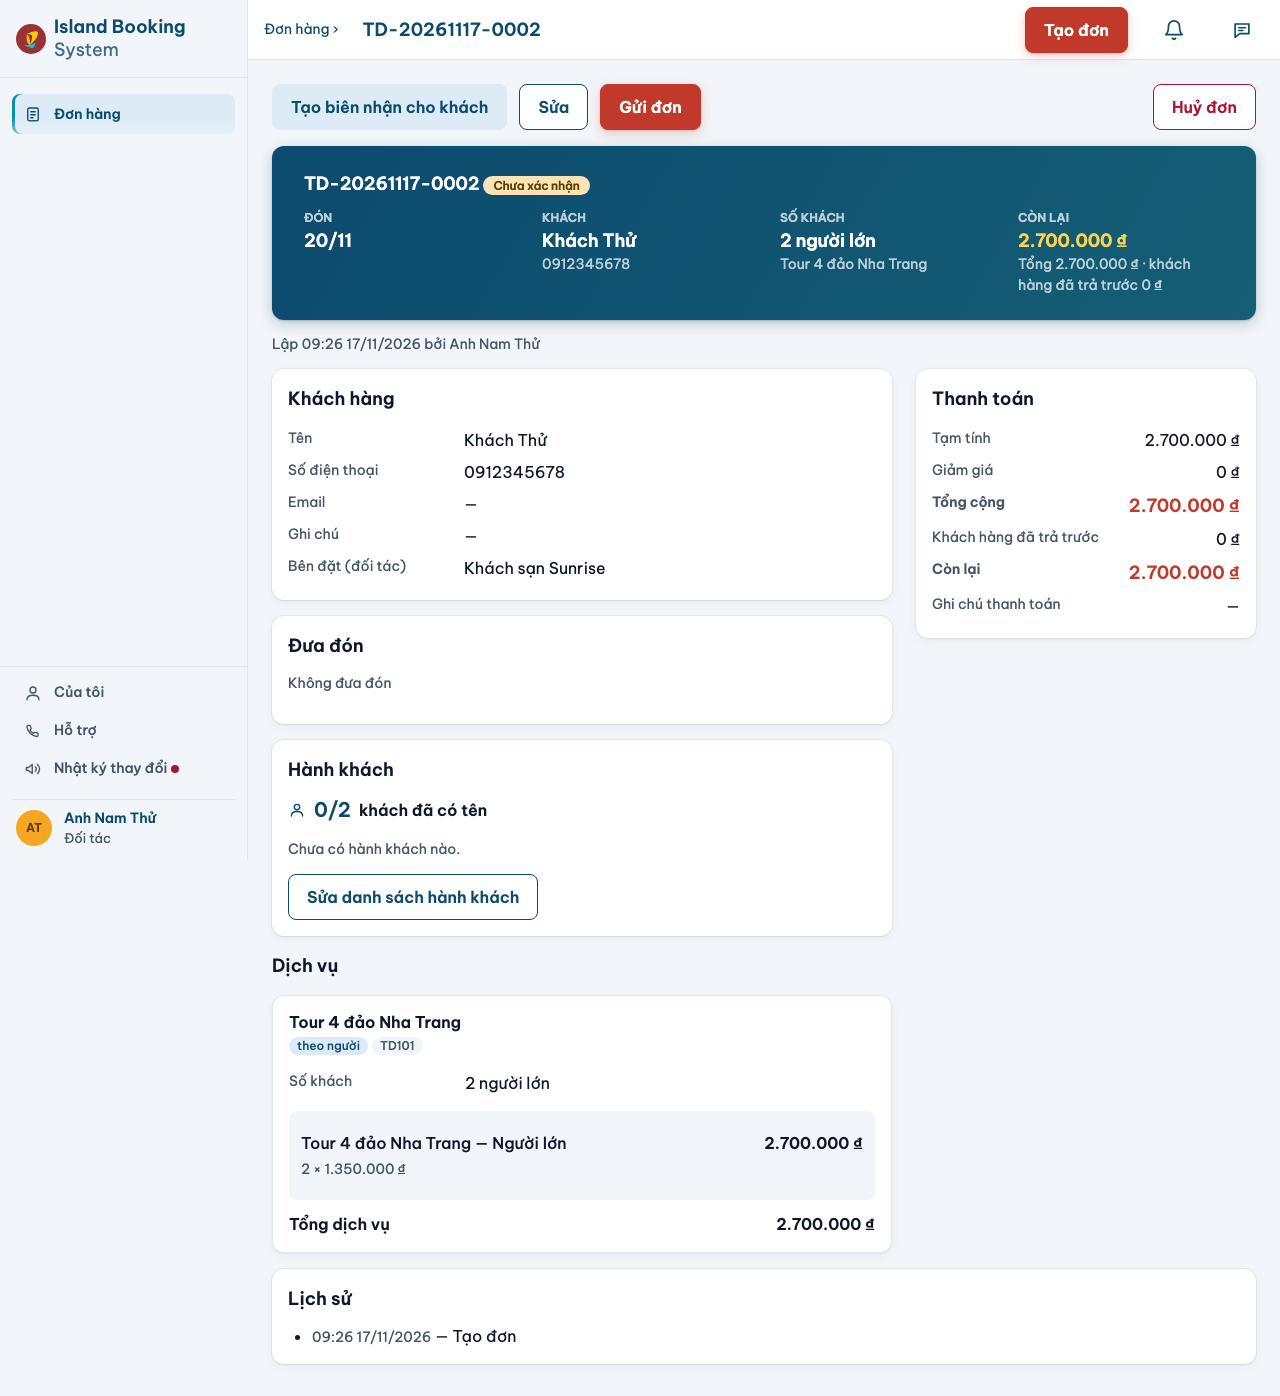 Island Booking
System
Đơn hàng ›
TD-20261117-0002
Tạo đơn
Đơn hàng
Tạo biên nhận cho khách
Sửa
Gửi đơn
Huỷ đơn
TD-20261117-0002 Chưa xác nhận
ĐÓN
20/11
KHÁCH
Khách Thử
0912345678
SỐ KHÁCH
2 người lớn
Tour 4 đảo Nha Trang
CÒN LẠI
2.700.000 ₫
Tổng 2.700.000 ₫ · khách
hàng đã trả trước 0 ₫
Lập 09:26 17/11/2026 bởi Anh Nam Thử
Khách hàng
Tên Khách Thử
Số điện thoại 0912345678
Email —
Ghi chú —
Bên đặt (đối tác) Khách sạn Sunrise
Thanh toán
Tạm tính 2.700.000 ₫
Giảm giá 0 ₫
Tổng cộng 2.700.000 ₫
Khách hàng đã trả trước 0 ₫
Còn lại 2.700.000 ₫
Ghi chú thanh toán —
Đưa đón
Không đưa đón
Hành khách
0/2 khách đã có tên
Chưa có hành khách nào.
Sửa danh sách hành khách
Dịch vụ
Tour 4 đảo Nha Trang
theo người TD101
Số khách 2 người lớn
Tour 4 đảo Nha Trang — Người lớn 2.700.000 ₫
2 × 1.350.000 ₫
Tổng dịch vụ 2.700.000 ₫
Lịch sử
• 09:26 17/11/2026 — Tạo đơn
Của tôi
Hỗ trợ
Nhật ký thay đổi
AT
Anh Nam Thử
Đối tác